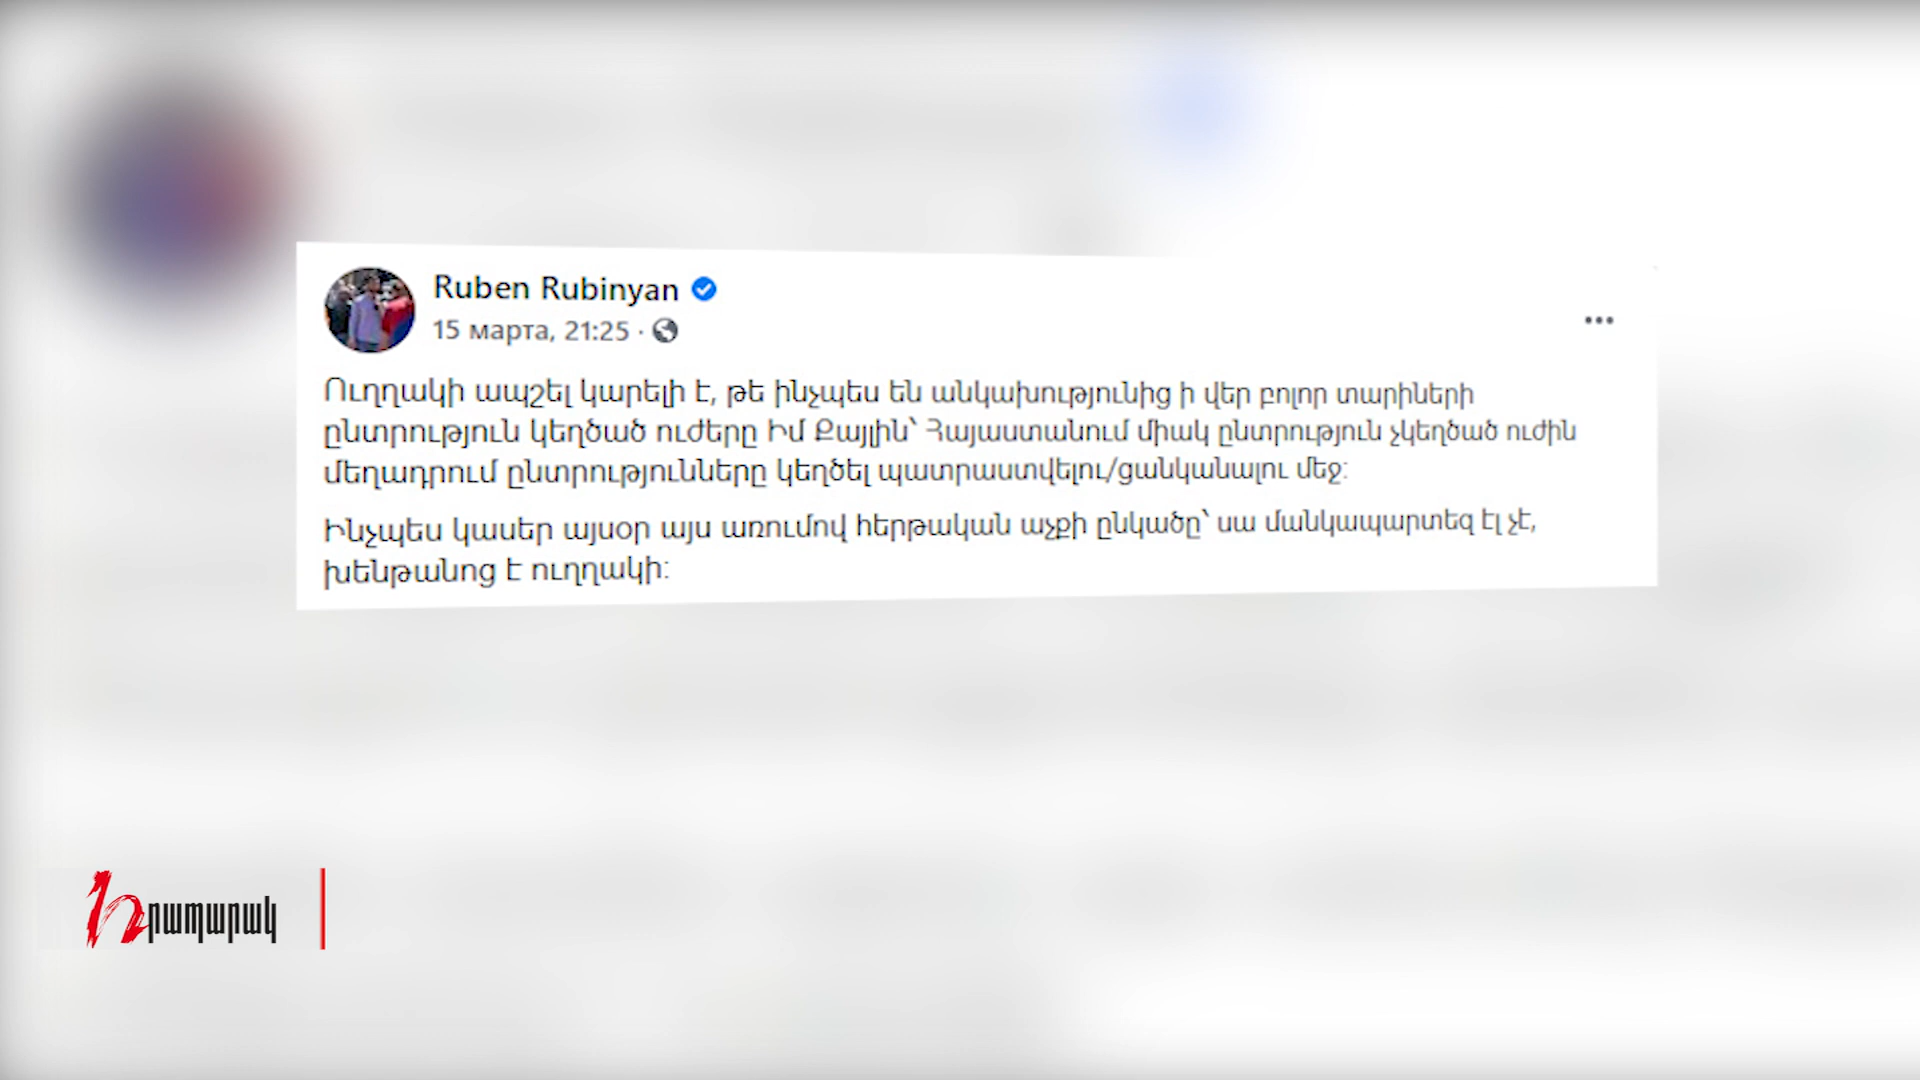 Ruben Rubinyan
15 марта, 21:25 ·
Ուղղակի ապշել կարելի է, թե ինչպես են անկախությունից ի վեր բոլոր տարիների
ընտրություն կեղծած ուժերը Իմ Քայլին՝ Հայաստանում միակ ընտրություն չկեղծած ուժին
մեղադրում ընտրությունները կեղծել պատրաստվելու/ցանկանալու մեջ:
Ինչպես կասեր այսօր այս առումով հերթական աչքի ընկածը՝ սա մանկապարտեզ էլ չէ,
խենթանոց է ուղղակի:
Հրապարակ